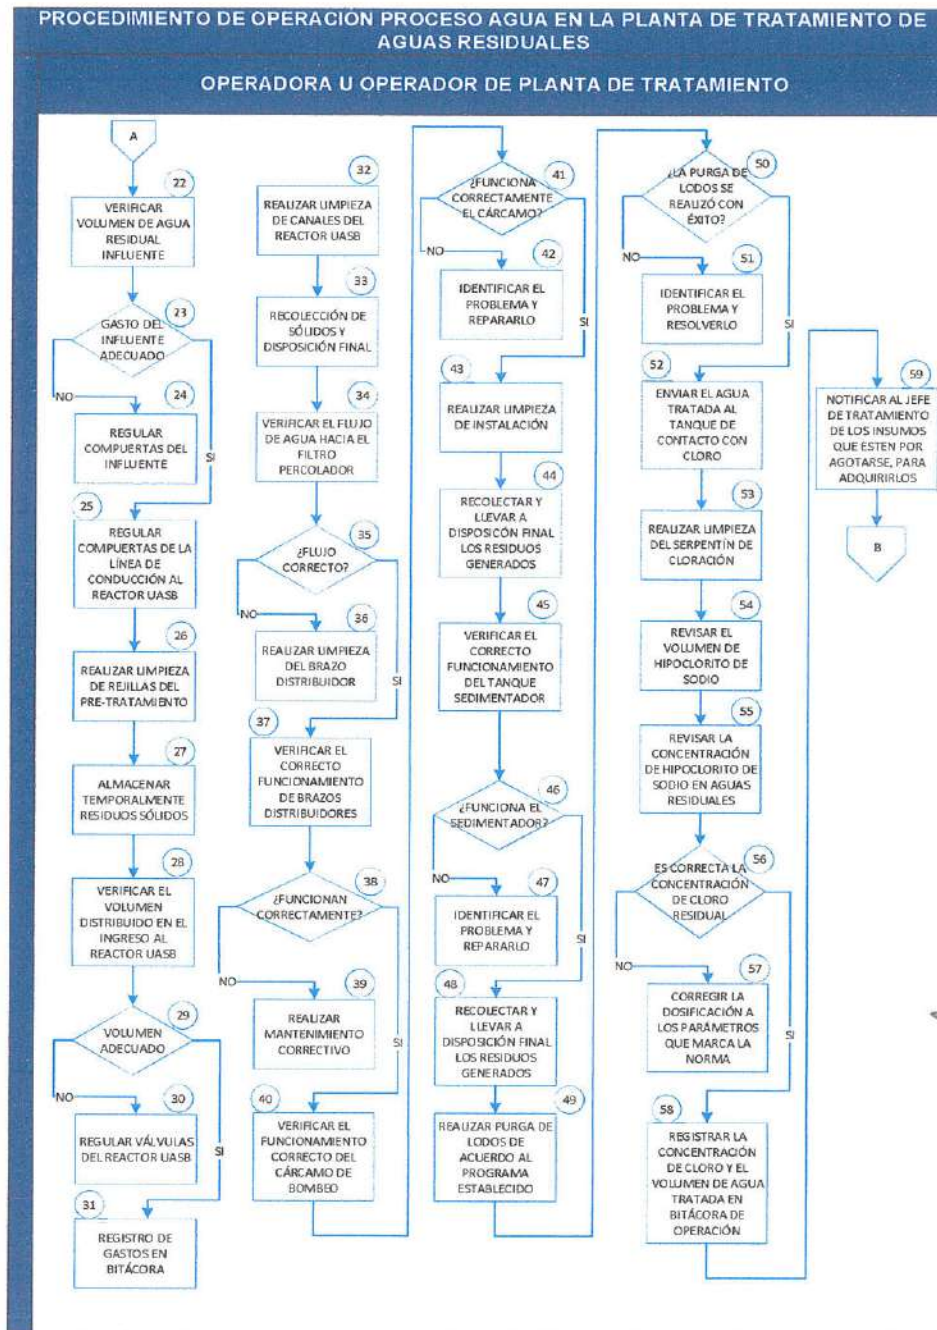 PROCEDIMIENTO DE OPERACIÓN PROCESO AGUA EN LA PLANTA DE TRATAMIENTO DE
AGUAS RESIDUALES
OPERADORA U OPERADOR DE PLANTA DE TRATAMIENTO
A
22
VERIFICAR
VOLUMEN DE AGUA
RESIDUAL
INFLUENTE
23
GASTO DEL
INFLUENTE
ADECUADO
NO
SI
24
REGULAR
COMPUERTAS DEL
INFLUENTE
25
REGULAR
COMPUERTAS DE LA
LÍNEA DE
CONDUCCIÓN AL
REACTOR UASB
26
REALIZAR LIMPIEZA
DE REJILLAS DEL
PRE-TRATAMIENTO
27
ALMACENAR
TEMPORALMENTE
RESIDUOS SÓLIDOS
28
VERIFICAR EL
VOLUMEN
DISTRIBUIDO EN EL
INGRESO AL
REACTOR UASB
29
VOLUMEN
ADECUADO
NO
SI
30
REGULAR VÁLVULAS
DEL REACTOR UASB
31
REGISTRO DE
GASTOS EN
BITÁCORA
32
REALIZAR LIMPIEZA
DE CANALES DEL
REACTOR UASB
33
RECOLECCIÓN DE
SÓLIDOS Y
DISPOSICIÓN FINAL
34
VERIFICAR EL FLUJO
DE AGUA HACIA EL
FILTRO
PERCOLADOR
35
¿FLUJO
CORRECTO?
NO
SI
36
REALIZAR LIMPIEZA
DEL BRAZO
DISTRIBUIDOR
37
VERIFICAR EL
CORRECTO
FUNCIONAMIENTO
DE BRAZOS
DISTRIBUIDORES
38
¿FUNCIONAN
CORRECTAMENTE?
NO
SI
39
REALIZAR
MANTENIMIENTO
CORRECTIVO
40
VERIFICAR EL
FUNCIONAMIENTO
CORRECTO DEL
CÁRCAMO DE
BOMBEO
41
¿FUNCIONA
CORRECTAMENTE
EL CÁRCAMO?
NO
SI
42
IDENTIFICAR EL
PROBLEMA Y
REPARARLO
43
REALIZAR LIMPIEZA
DE INSTALACIÓN
44
RECOLECTAR Y
LLEVAR A
DISPOSICÓN FINAL
LOS RESIDUOS
GENERADOS
45
VERIFICAR EL
CORRECTO
FUNCIONAMIENTO
DEL TANQUE
SEDIMENTADOR
46
¿FUNCIONA EL
SEDIMENTADOR?
NO
SI
47
IDENTIFICAR EL
PROBLEMA Y
REPARARLO
48
RECOLECTAR Y
LLEVAR A
DISPOSICIÓN FINAL
LOS RESIDUOS
GENERADOS
49
REALIZAR PURGA DE
LODOS DE
ACUERDO AL
PROGRAMA
ESTABLECIDO
50
¿LA PURGA DE
LODOS SE
REALIZÓ CON
ÉXITO?
NO
SI
51
IDENTIFICAR EL
PROBLEMA Y
RESOLVERLO
52
ENVIAR EL AGUA
TRATADA AL
TANQUE DE
CONTACTO CON
CLORO
53
REALIZAR LIMPIEZA
DEL SERPENTÍN DE
CLORACIÓN
54
REVISAR EL
VOLUMEN DE
HIPOCLORITO DE
SODIO
55
REVISAR LA
CONCENTRACIÓN
DE HIPOCLORITO DE
SODIO EN AGUAS
RESIDUALES
56
ES CORRECTA LA
CONCENTRACIÓN
DE CLORO
RESIDUAL
NO
SI
57
CORREGIR LA
DOSIFICACIÓN A
LOS PARÁMETROS
QUE MARCA LA
NORMA
58
REGISTRAR LA
CONCENTRACIÓN
DE CLORO Y EL
VOLUMEN DE AGUA
TRATADA EN
BITÁCORA DE
OPERACIÓN
59
NOTIFICAR AL JEFE
DE TRATAMIENTO
DE LOS INSUMOS
QUE ESTEN POR
AGOTARSE, PARA
ADQUIRIRLOS
B